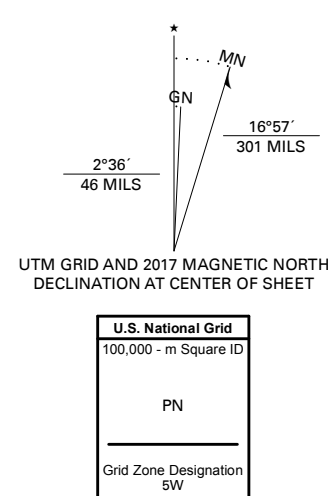 ★
MN
GN
16°57´
301 MILS
2°36´
46 MILS
UTM GRID AND 2017 MAGNETIC NORTH
DECLINATION AT CENTER OF SHEET
U.S. National Grid
100,000 - m Square ID
PN
Grid Zone Designation
5W